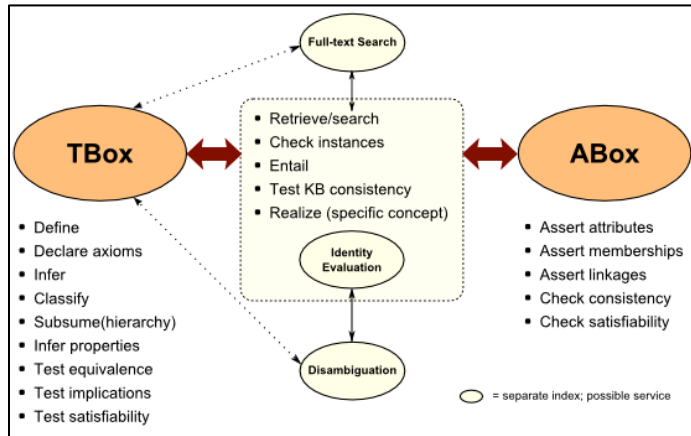 Full-text Search
TBox
▪ Retrieve/search
▪ Check instances
▪ Entail
▪ Test KB consistency
▪ Realize (specific concept)
Identity
Evaluation
ABox
▪ Define
▪ Declare axioms
▪ Infer
▪ Classify
▪ Subsume(hierarchy)
▪ Infer properties
▪ Test equivalence
▪ Test implications
▪ Test satisfiability
▪ Assert attributes
▪ Assert memberships
▪ Assert linkages
▪ Check consistency
▪ Check satisfiability
Disambiguation
= separate index; possible service